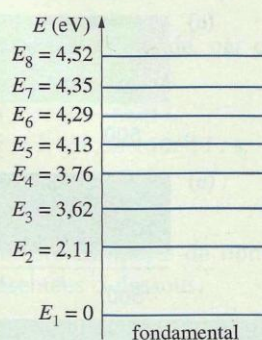 E (eV)
E₈ = 4,52
E₇ = 4,35
E₆ = 4,29
E₅ = 4,13
E₄ = 3,76
E₃ = 3,62
E₂ = 2,11
E₁ = 0
fondamental